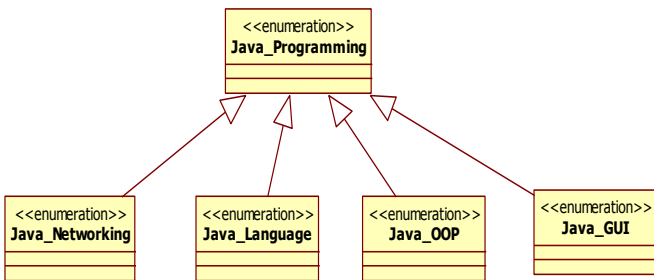 <<enumeration>>
Java_Programming
<<enumeration>>
Java_Networking
<<enumeration>>
Java_Language
<<enumeration>>
Java_OOP
<<enumeration>>
Java_GUI